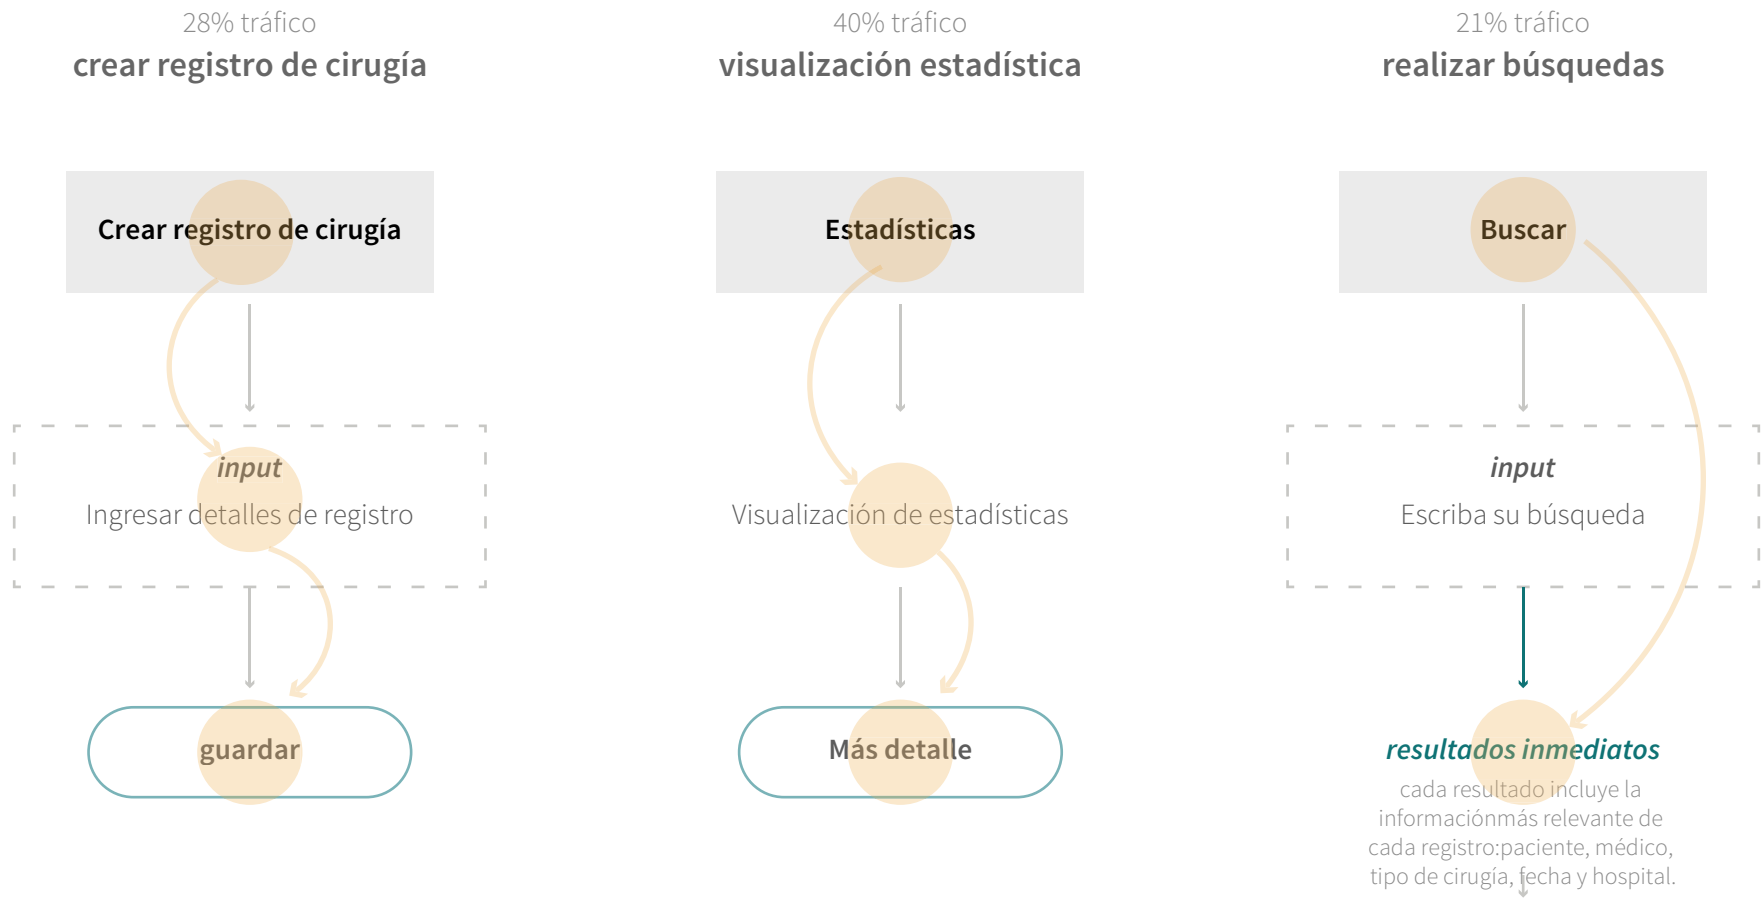 28% tráfico
crear registro de cirugía
Crear registro de cirugía
input
Ingresar detalles de registro
guardar
40% tráfico
visualización estadística
Estadísticas
Visualización de estadísticas
Más detalle
21% tráfico
realizar búsquedas
Buscar
input
Escriba su búsqueda
resultados inmediatos
cada resultado incluye la
informaciónmás relevante de
cada registro:paciente, médico,
tipo de cirugía, fecha y hospital.